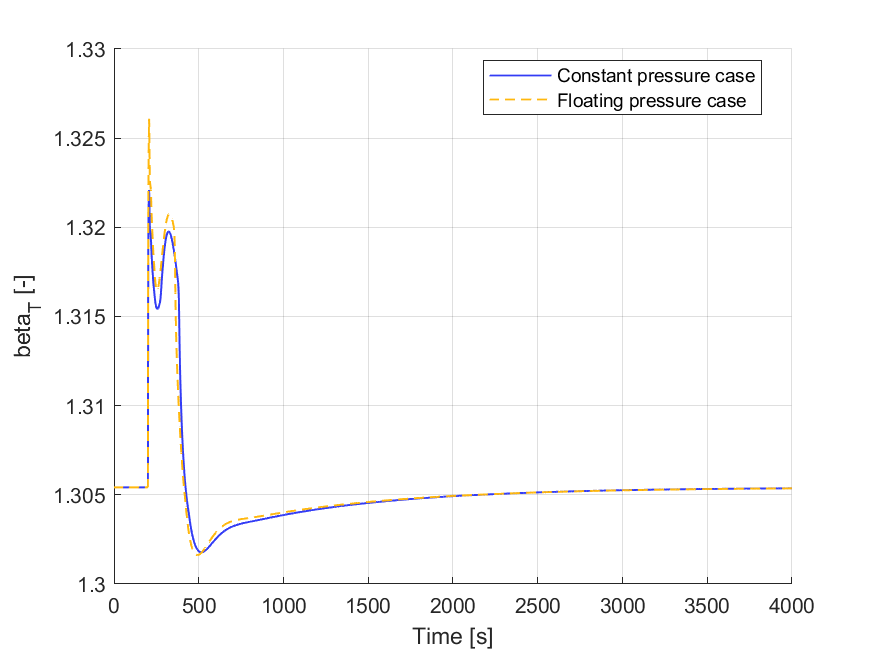 1.33
1.325
1.32
1.315
1.31
1.305
1.3
beta_T [-]
Constant pressure case
Floating pressure case
0 500 1000 1500 2000 2500 3000 3500 4000
Time [s]